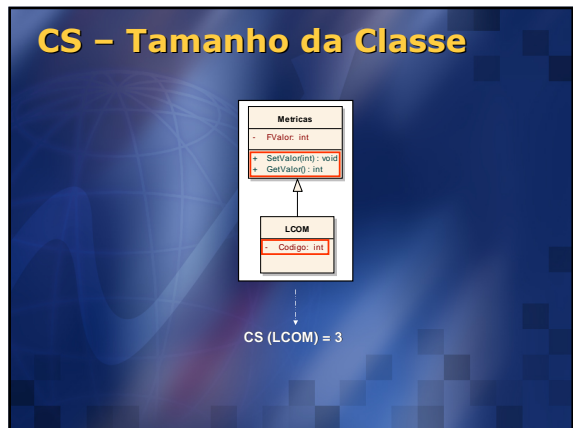 CS – Tamanho da Classe
Metricas
- FValor: int
+ SetValor(int) : void
+ GetValor() : int
LCOM
- Codigo: int
CS (LCOM) = 3